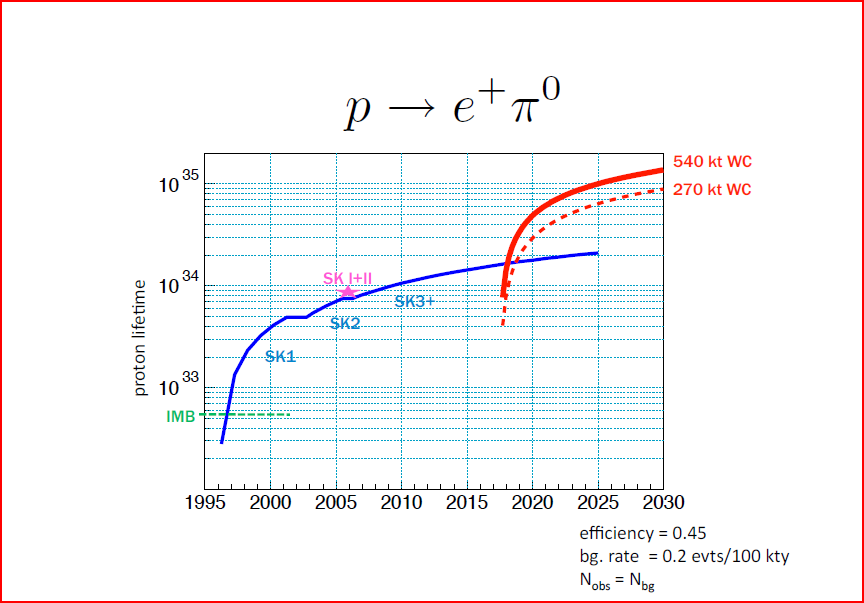 p → e⁺π⁰
540 kt WC
10³⁵
270 kt WC
SK I+II
10³⁴
SK3+
SK2
proton lifetime
SK1
10³³
IMB
1995 2000 2005 2010 2015 2020 2025 2030
efficiency = 0.45
bg. rate = 0.2 evts/100 kty
N_obs = N_bg